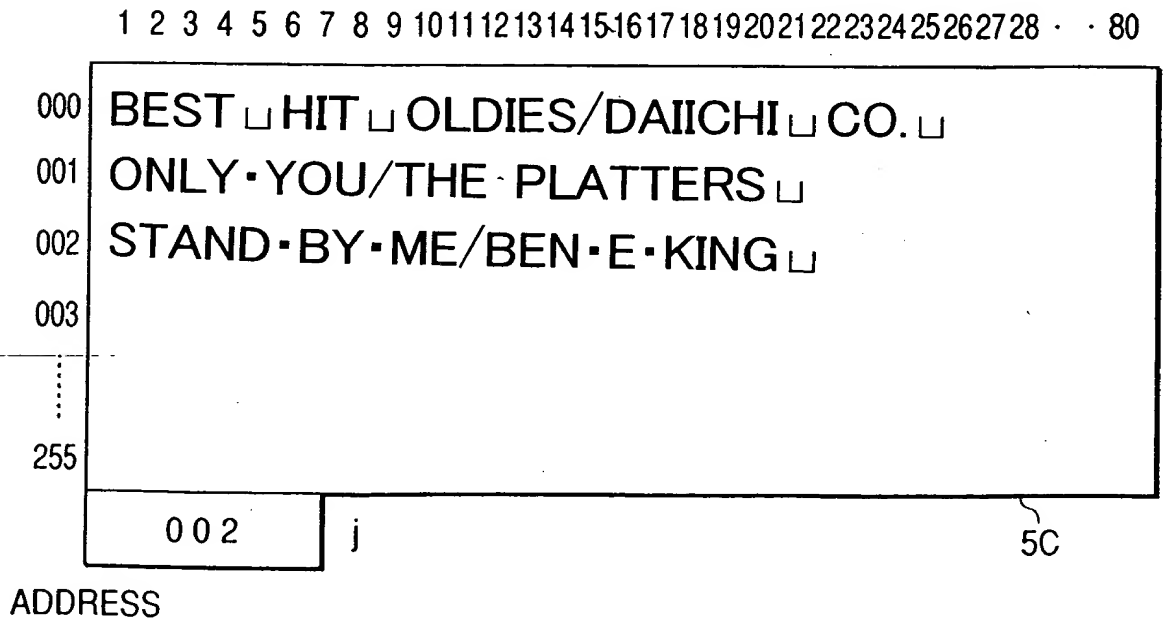 1 2 3 4 5 6 7 8 9 10 11 12 13 14 15 16 17 18 19 20 21 22 23 24 25 26 27 28 · · 80
000 BEST␣HIT␣OLDIES/DAIICHI␣CO.␣
001 ONLY·YOU/THE·PLATTERS␣
002 STAND·BY·ME/BEN·E·KING␣
003
255
002 j
5C
ADDRESS